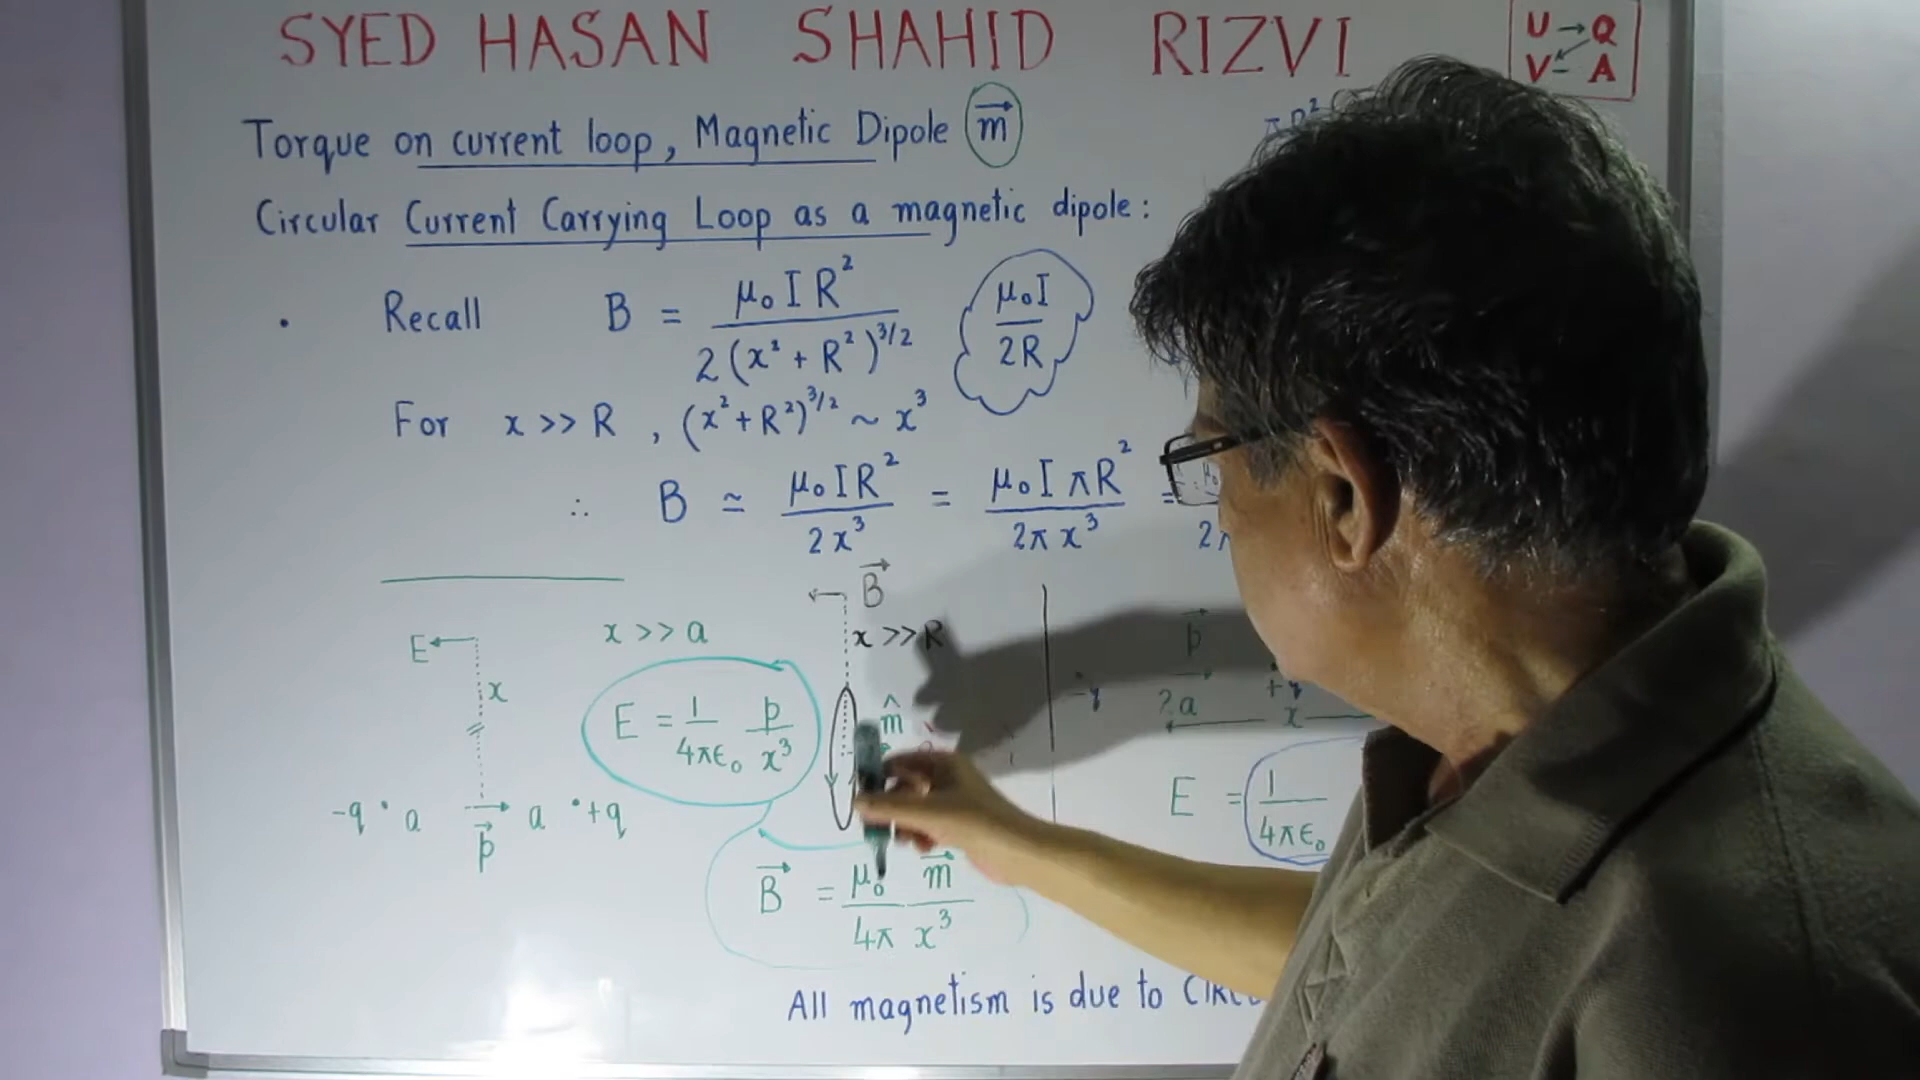 SYED HASAN SHAHID RIZVI
U → Q
V – A
Torque on current loop, Magnetic Dipole m⃗
πR²
Circular Current Carrying Loop as a magnetic dipole:
. Recall B = μ₀IR² / 2(x² + R²)^3/2
μ₀I / 2R
For x >> R , (x² + R²)^3/2 ~ x³
∴ B ≃ μ₀IR² / 2x³ = μ₀IπR² / 2πx³ =
B⃗
x >> R
E ← x >> a
x
E = 1/4πε₀ p/x³
m̂
-q a p⃗ a +q
B⃗ = μ₀/4π m⃗/x³
p⃗
-q 2a +q
x
E = 1/4πε₀
All magnetism is due to